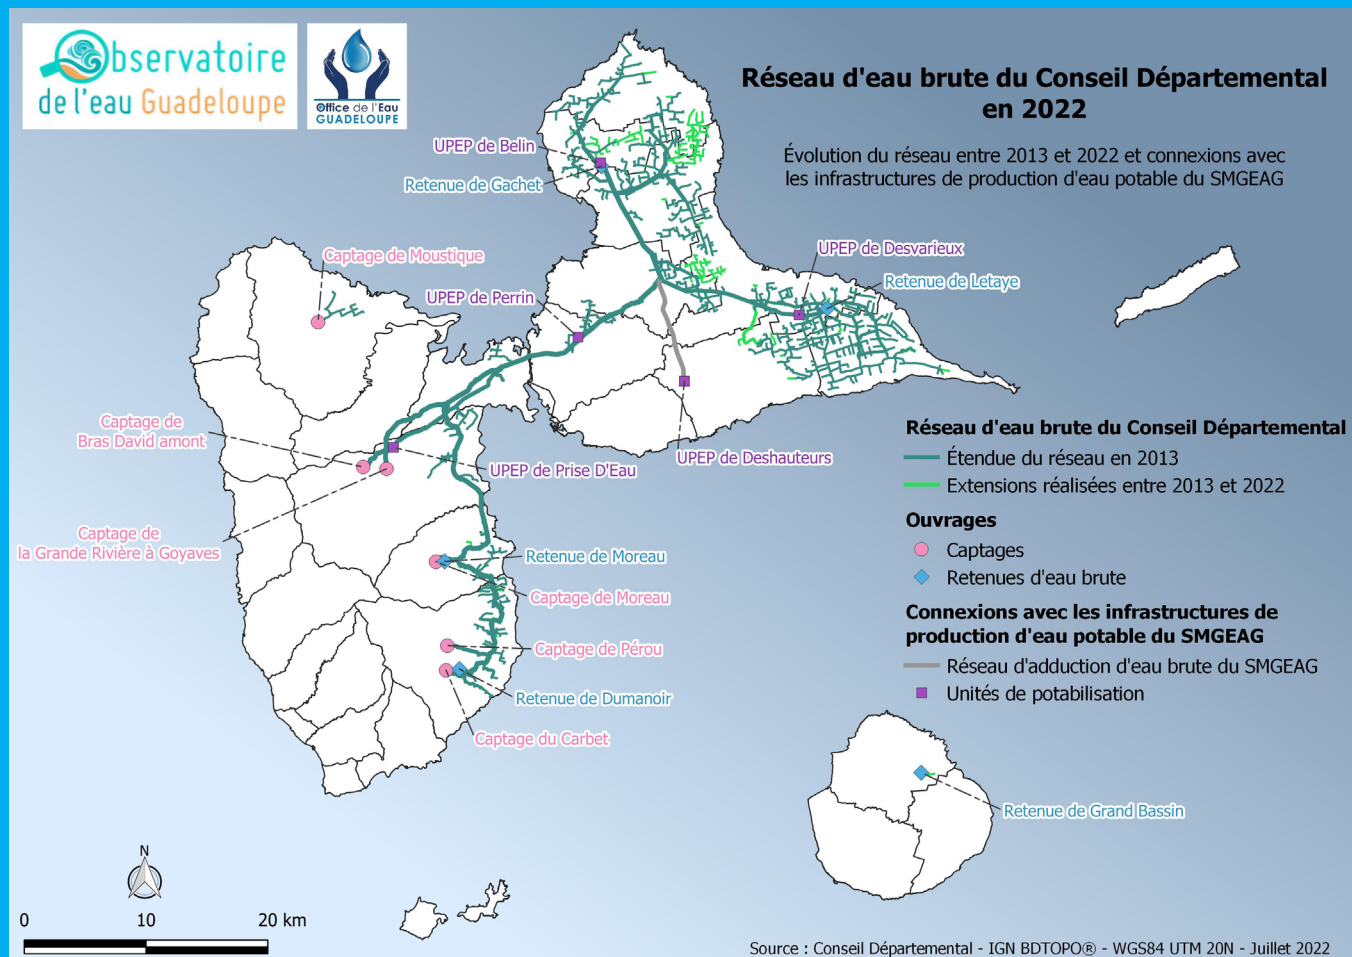 Observatoire
de l'eau Guadeloupe
Office de l'Eau
GUADELOUPE
Réseau d'eau brute du Conseil Départemental
en 2022
Évolution du réseau entre 2013 et 2022 et connexions avec
les infrastructures de production d'eau potable du SMGEAG
UPEP de Belin
Retenue de Gachet
Captage de Moustique
UPEP de Perrin
UPEP de Desvarieux
Retenue de Letaye
Captage de
Bras David amont
UPEP de Prise D'Eau
UPEP de Deshauteurs
Captage de
la Grande Rivière à Goyaves
Retenue de Moreau
Captage de Moreau
Captage de Pérou
Retenue de Dumanoir
Captage du Carbet
Réseau d'eau brute du Conseil Départemental
Étendue du réseau en 2013
Extensions réalisées entre 2013 et 2022
Ouvrages
Captages
Retenues d'eau brute
Connexions avec les infrastructures de
production d'eau potable du SMGEAG
Réseau d'adduction d'eau brute du SMGEAG
Unités de potabilisation
Retenue de Grand Bassin
N
0 10 20 km
Source : Conseil Départemental - IGN BDTOPO® - WGS84 UTM 20N - Juillet 2022